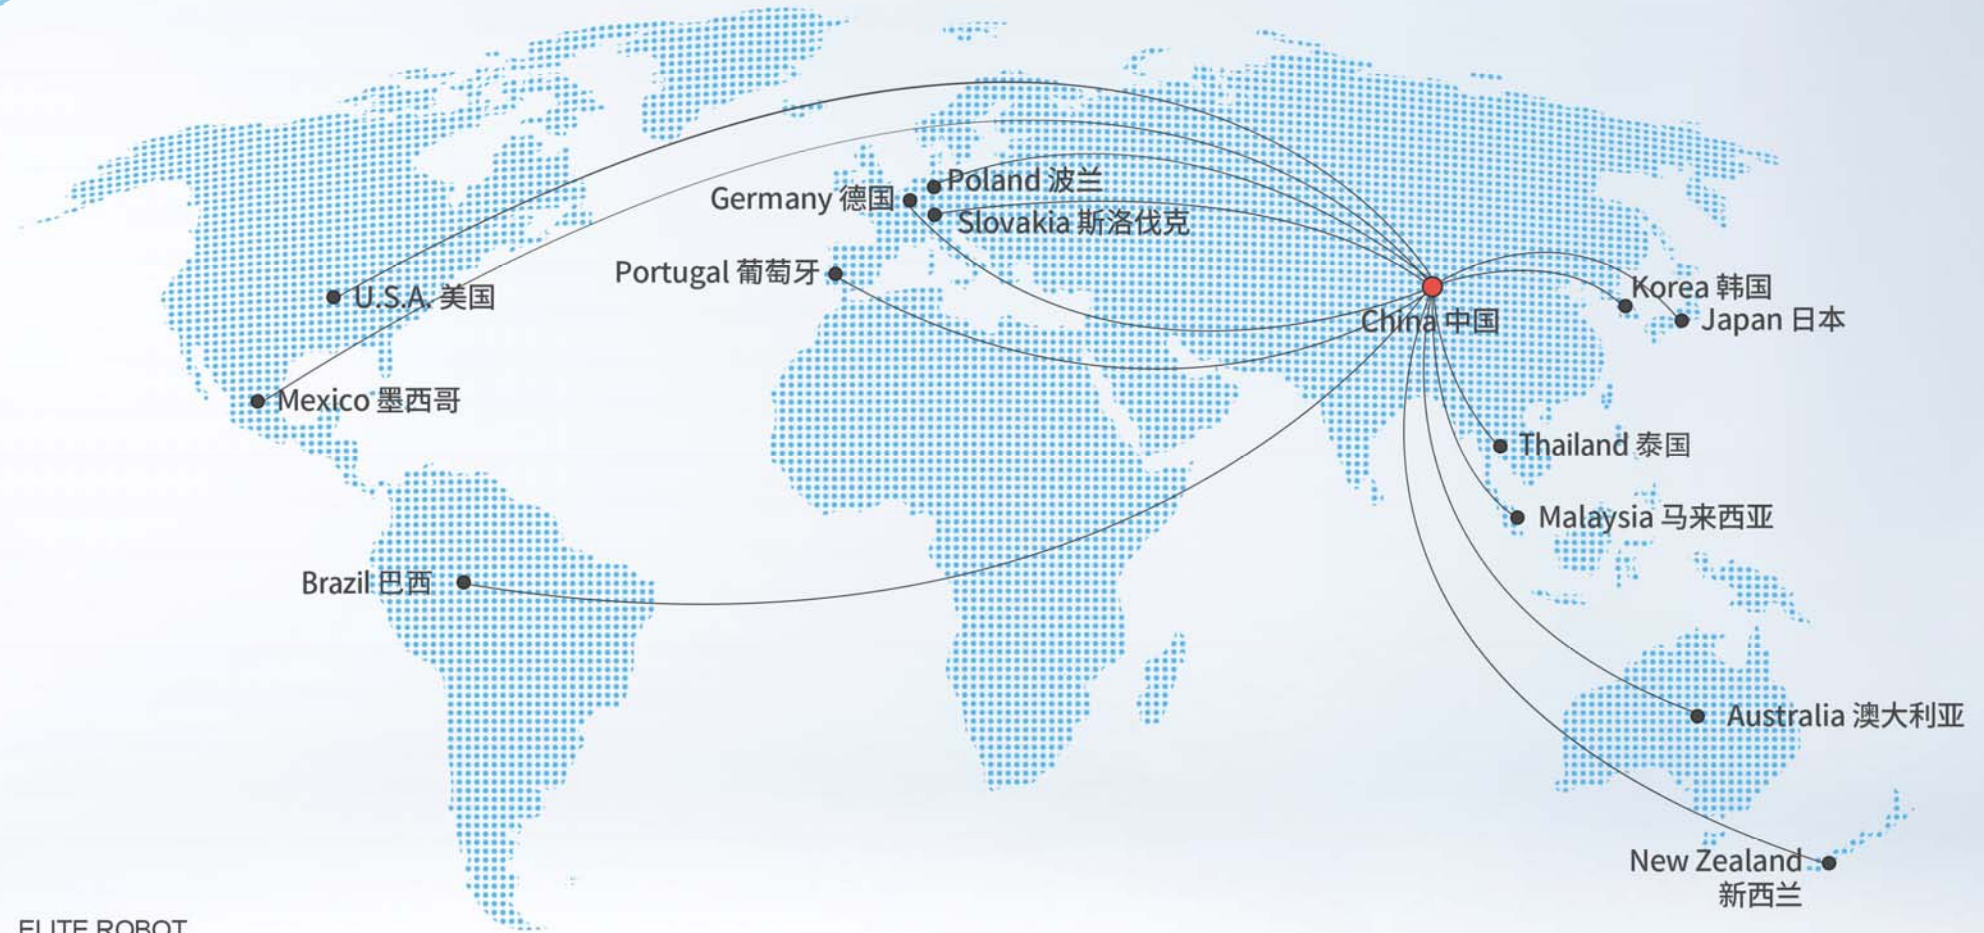 Poland 波兰
Germany 德国
Slovakia 斯洛伐克
Portugal 葡萄牙
U.S.A. 美国
Korea 韩国
China 中国
Japan 日本
Mexico 墨西哥
Thailand 泰国
Malaysia 马来西亚
Brazil 巴西
Australia 澳大利亚
New Zealand
新西兰
ELITE ROBOT